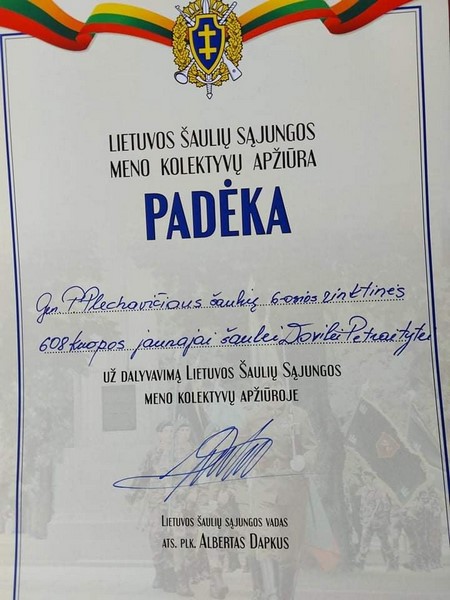 LIETUVOS ŠAULIŲ SĄJUNGOS
MENO KOLEKTYVŲ APŽIŪRA
PADĖKA
Gen. P. Plechavičiaus šaulių 6-osios rinktinės
608 kuopos jaunajai šaulei Dovilei Petraitytei
UŽ DALYVAVIMĄ LIETUVOS ŠAULIŲ SĄJUNGOS
MENO KOLEKTYVŲ APŽIŪROJE
LIETUVOS ŠAULIŲ SĄJUNGOS VADAS
ATS. PLK. ALBERTAS DAPKUS